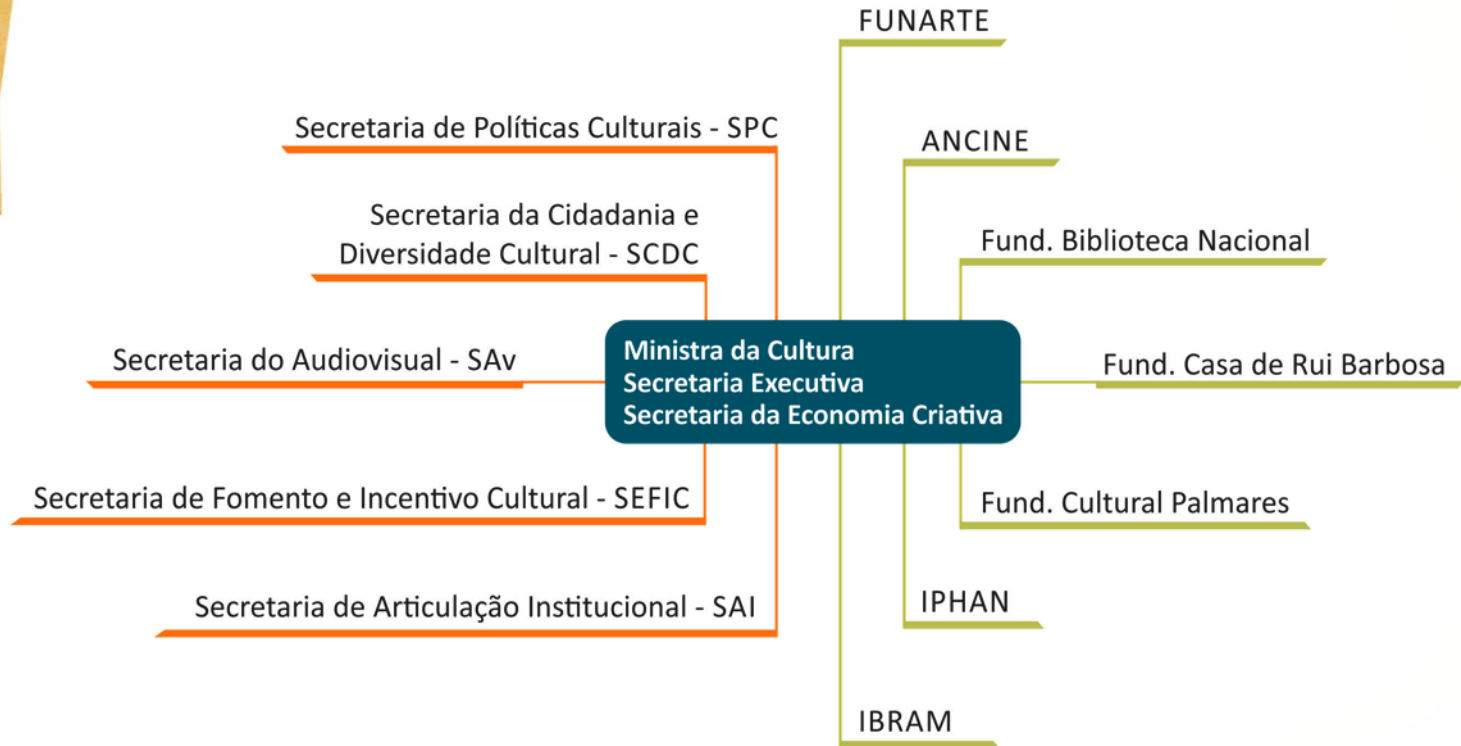 FUNARTE
Secretaria de Políticas Culturais - SPC
ANCINE
Secretaria da Cidadania e
Diversidade Cultural - SCDC
Fund. Biblioteca Nacional
Ministra da Cultura
Secretaria Executiva
Secretaria da Economia Criativa
Secretaria do Audiovisual - SAv
Fund. Casa de Rui Barbosa
Secretaria de Fomento e Incentivo Cultural - SEFIC
Fund. Cultural Palmares
Secretaria de Articulação Institucional - SAI
IPHAN
IBRAM